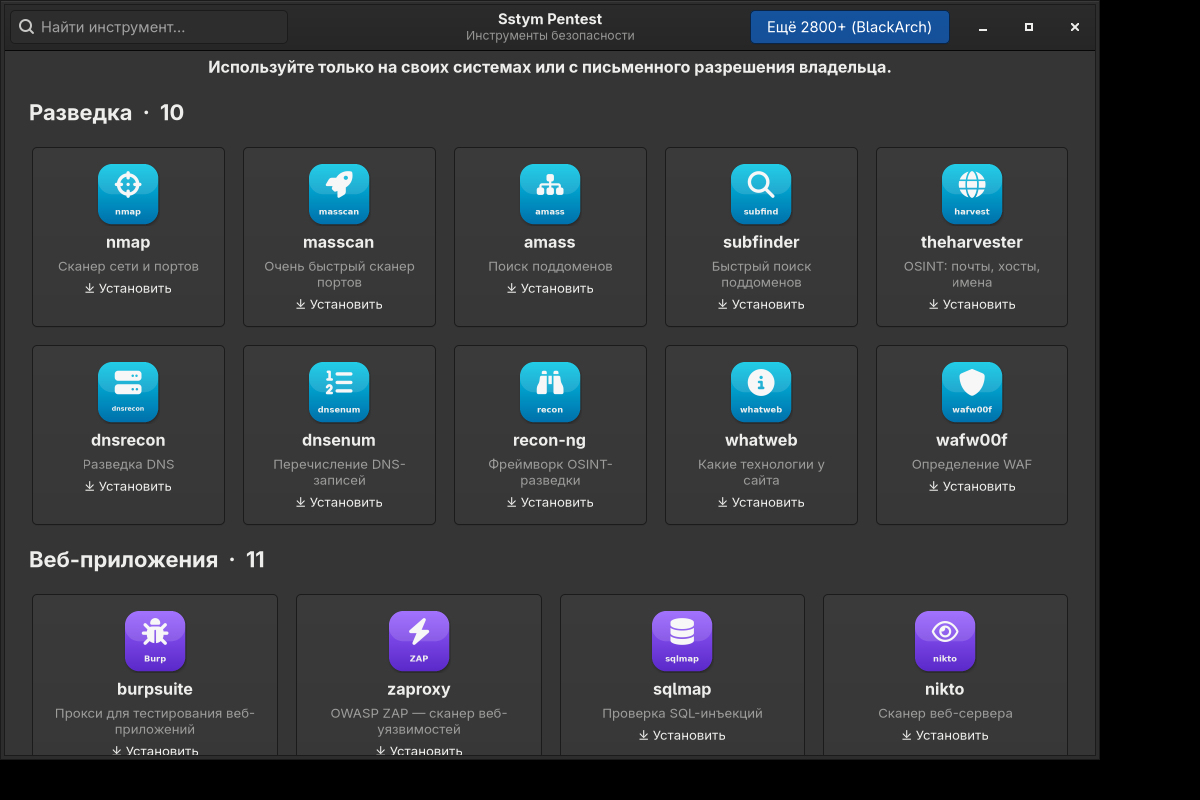 Найти инструмент...
Sstym Pentest
Инструменты безопасности
Ещё 2800+ (BlackArch)
Используйте только на своих системах или с письменного разрешения владельца.
Разведка · 10
nmap
masscan
amass
subfind
harvest
nmap
masscan
amass
subfinder
theharvester
Сканер сети и портов
Очень быстрый сканер
портов
Поиск поддоменов
Быстрый поиск
поддоменов
OSINT: почты, хосты,
имена
Установить
Установить
Установить
Установить
Установить
dnsrecon
1
2
dnsenum
recon
whatweb
wafw00f
dnsrecon
dnsenum
recon-ng
whatweb
wafw00f
Разведка DNS
Перечисление DNS-
записей
Фреймворк OSINT-
разведки
Какие технологии у
сайта
Определение WAF
Установить
Установить
Установить
Установить
Установить
Веб-приложения · 11
Burp
ZAP
sqlmap
nikto
burpsuite
zaproxy
sqlmap
nikto
Прокси для тестирования веб-
приложений
OWASP ZAP — сканер веб-
уязвимостей
Проверка SQL-инъекций
Сканер веб-сервера
Установить
Установить
Установить
Установить